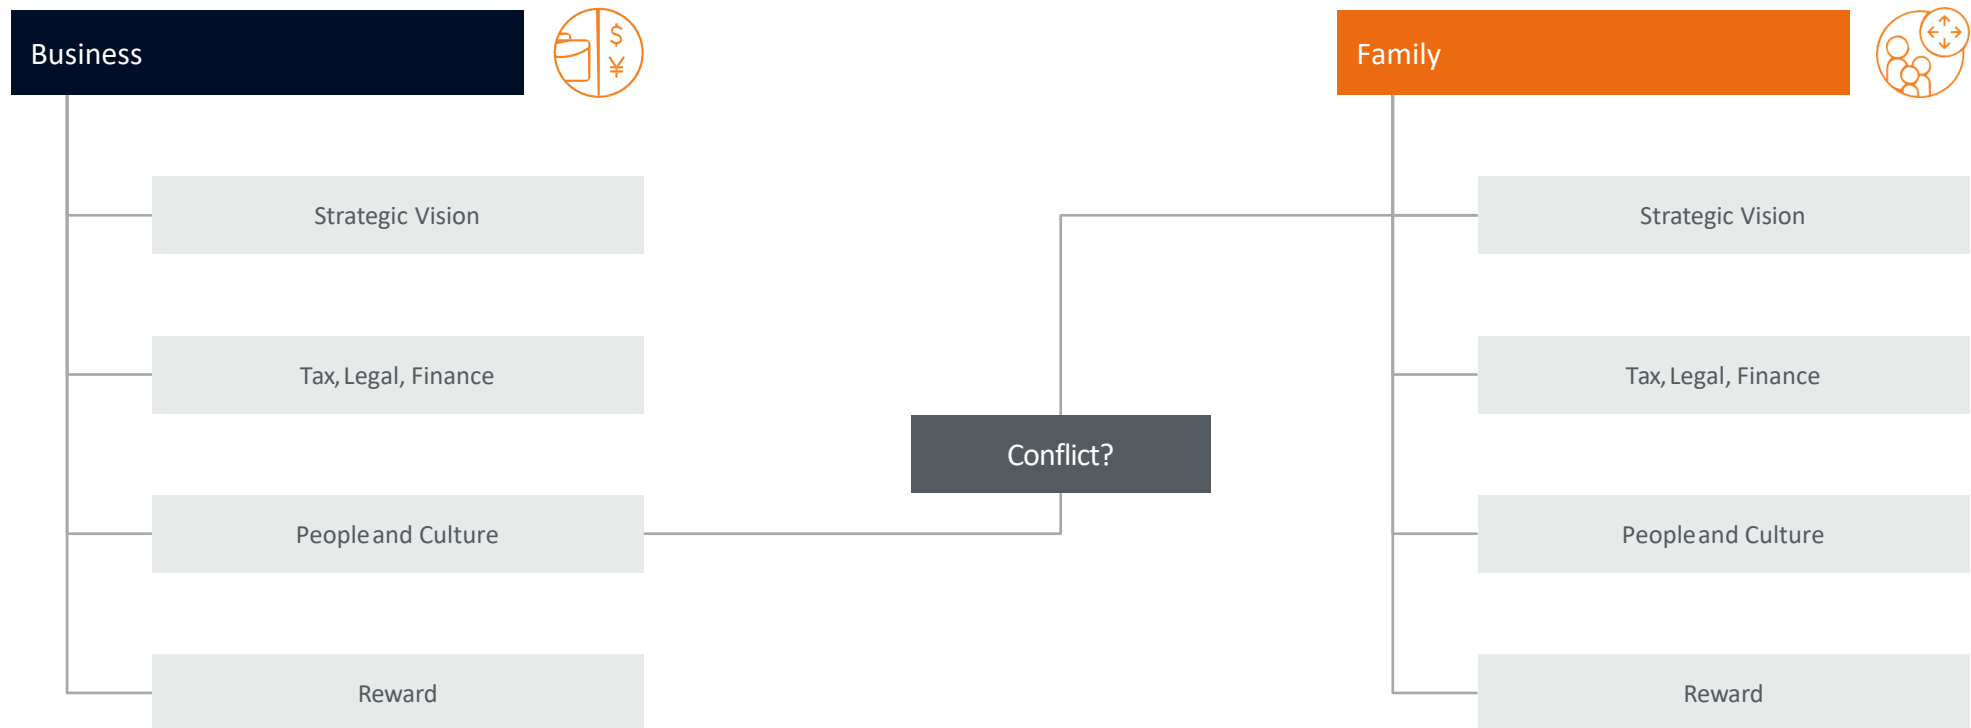 Business
$
¥
Strategic Vision
Tax, Legal, Finance
People and Culture
Reward
Conflict?
Family
Strategic Vision
Tax, Legal, Finance
People and Culture
Reward